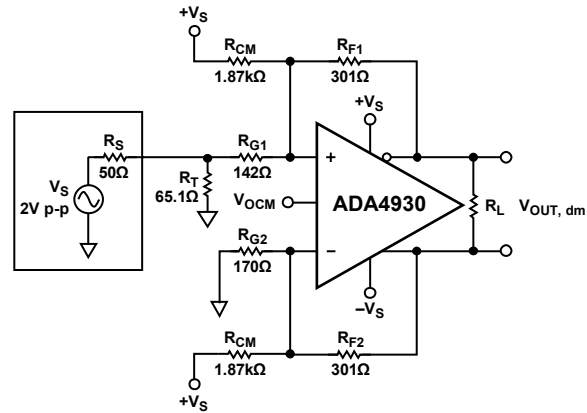 +VS
RCM
1.87kΩ
RF1
301Ω
+VS
RS
50Ω
VS
2V p-p
RT
65.1Ω
RG1
142Ω
+
VOCM
ADA4930
RL
VOUT, dm
RG2
170Ω
–
–VS
RCM
1.87kΩ
RF2
301Ω
+VS